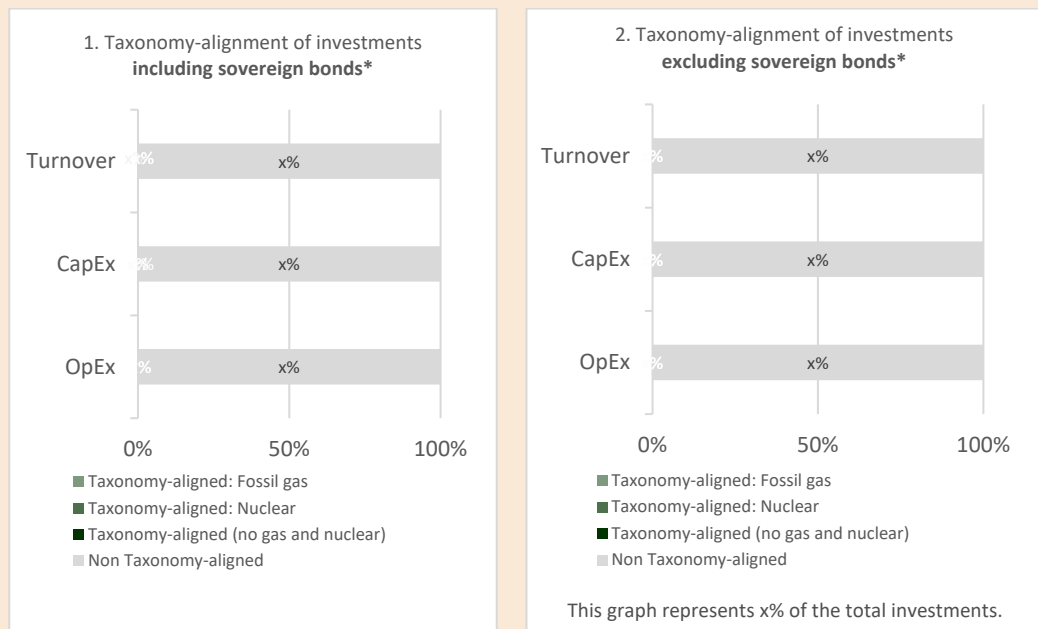 1. Taxonomy-alignment of investments
including sovereign bonds*
Turnover
x%
CapEx
x%
OpEx
%
x%
0% 50% 100%
Taxonomy-aligned: Fossil gas
Taxonomy-aligned: Nuclear
Taxonomy-aligned (no gas and nuclear)
Non Taxonomy-aligned
2. Taxonomy-alignment of investments
excluding sovereign bonds*
Turnover % x%
CapEx % x%
OpEx % x%
0% 50% 100%
Taxonomy-aligned: Fossil gas
Taxonomy-aligned: Nuclear
Taxonomy-aligned (no gas and nuclear)
Non Taxonomy-aligned
This graph represents x% of the total investments.